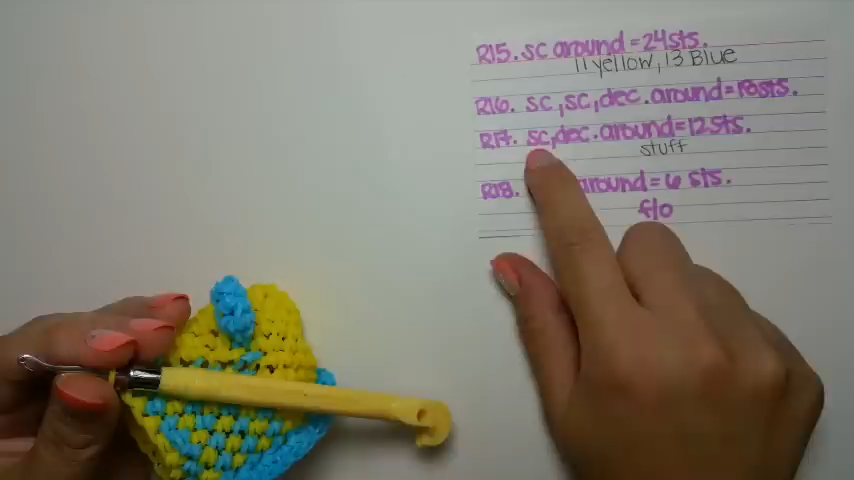 R15. SC around = 24sts.
11 yellow, 13 Blue
R16. SC, SC, dec. around = 18sts.
R17. SC, dec. around = 12sts.
stuff
R18. around = 6 sts.
f/o